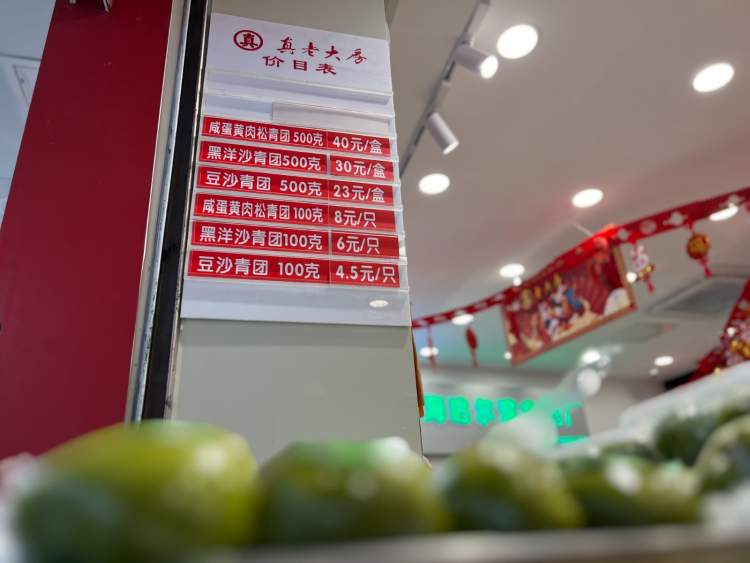 真 真老大房
价目表
咸蛋黄肉松青团 500克 40元/盒
黑洋沙青团500克 30元/盒
豆沙青团 500克 23元/盒
咸蛋黄肉松青团 100克 8元/只
黑洋沙青团100克 6元/只
豆沙青团 100克 4.5元/只
老大房